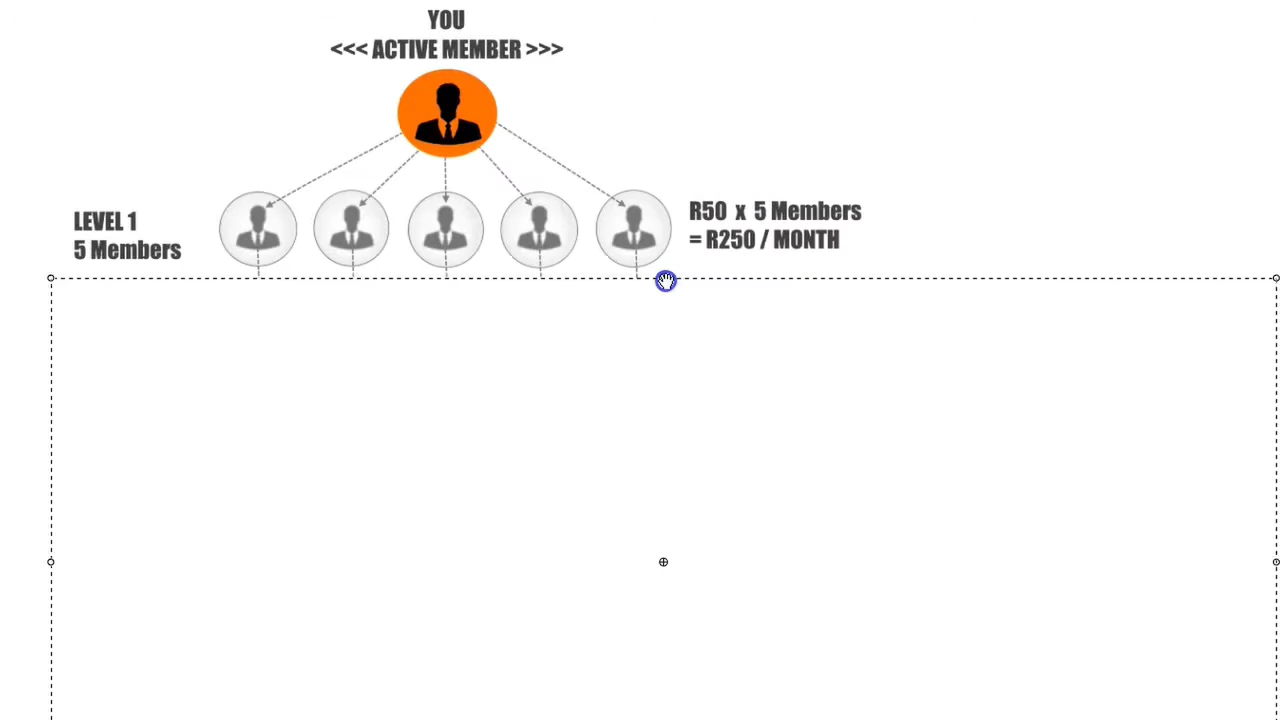 YOU
<<< ACTIVE MEMBER >>>
LEVEL 1
5 Members
R50 x 5 Members
= R250 / MONTH